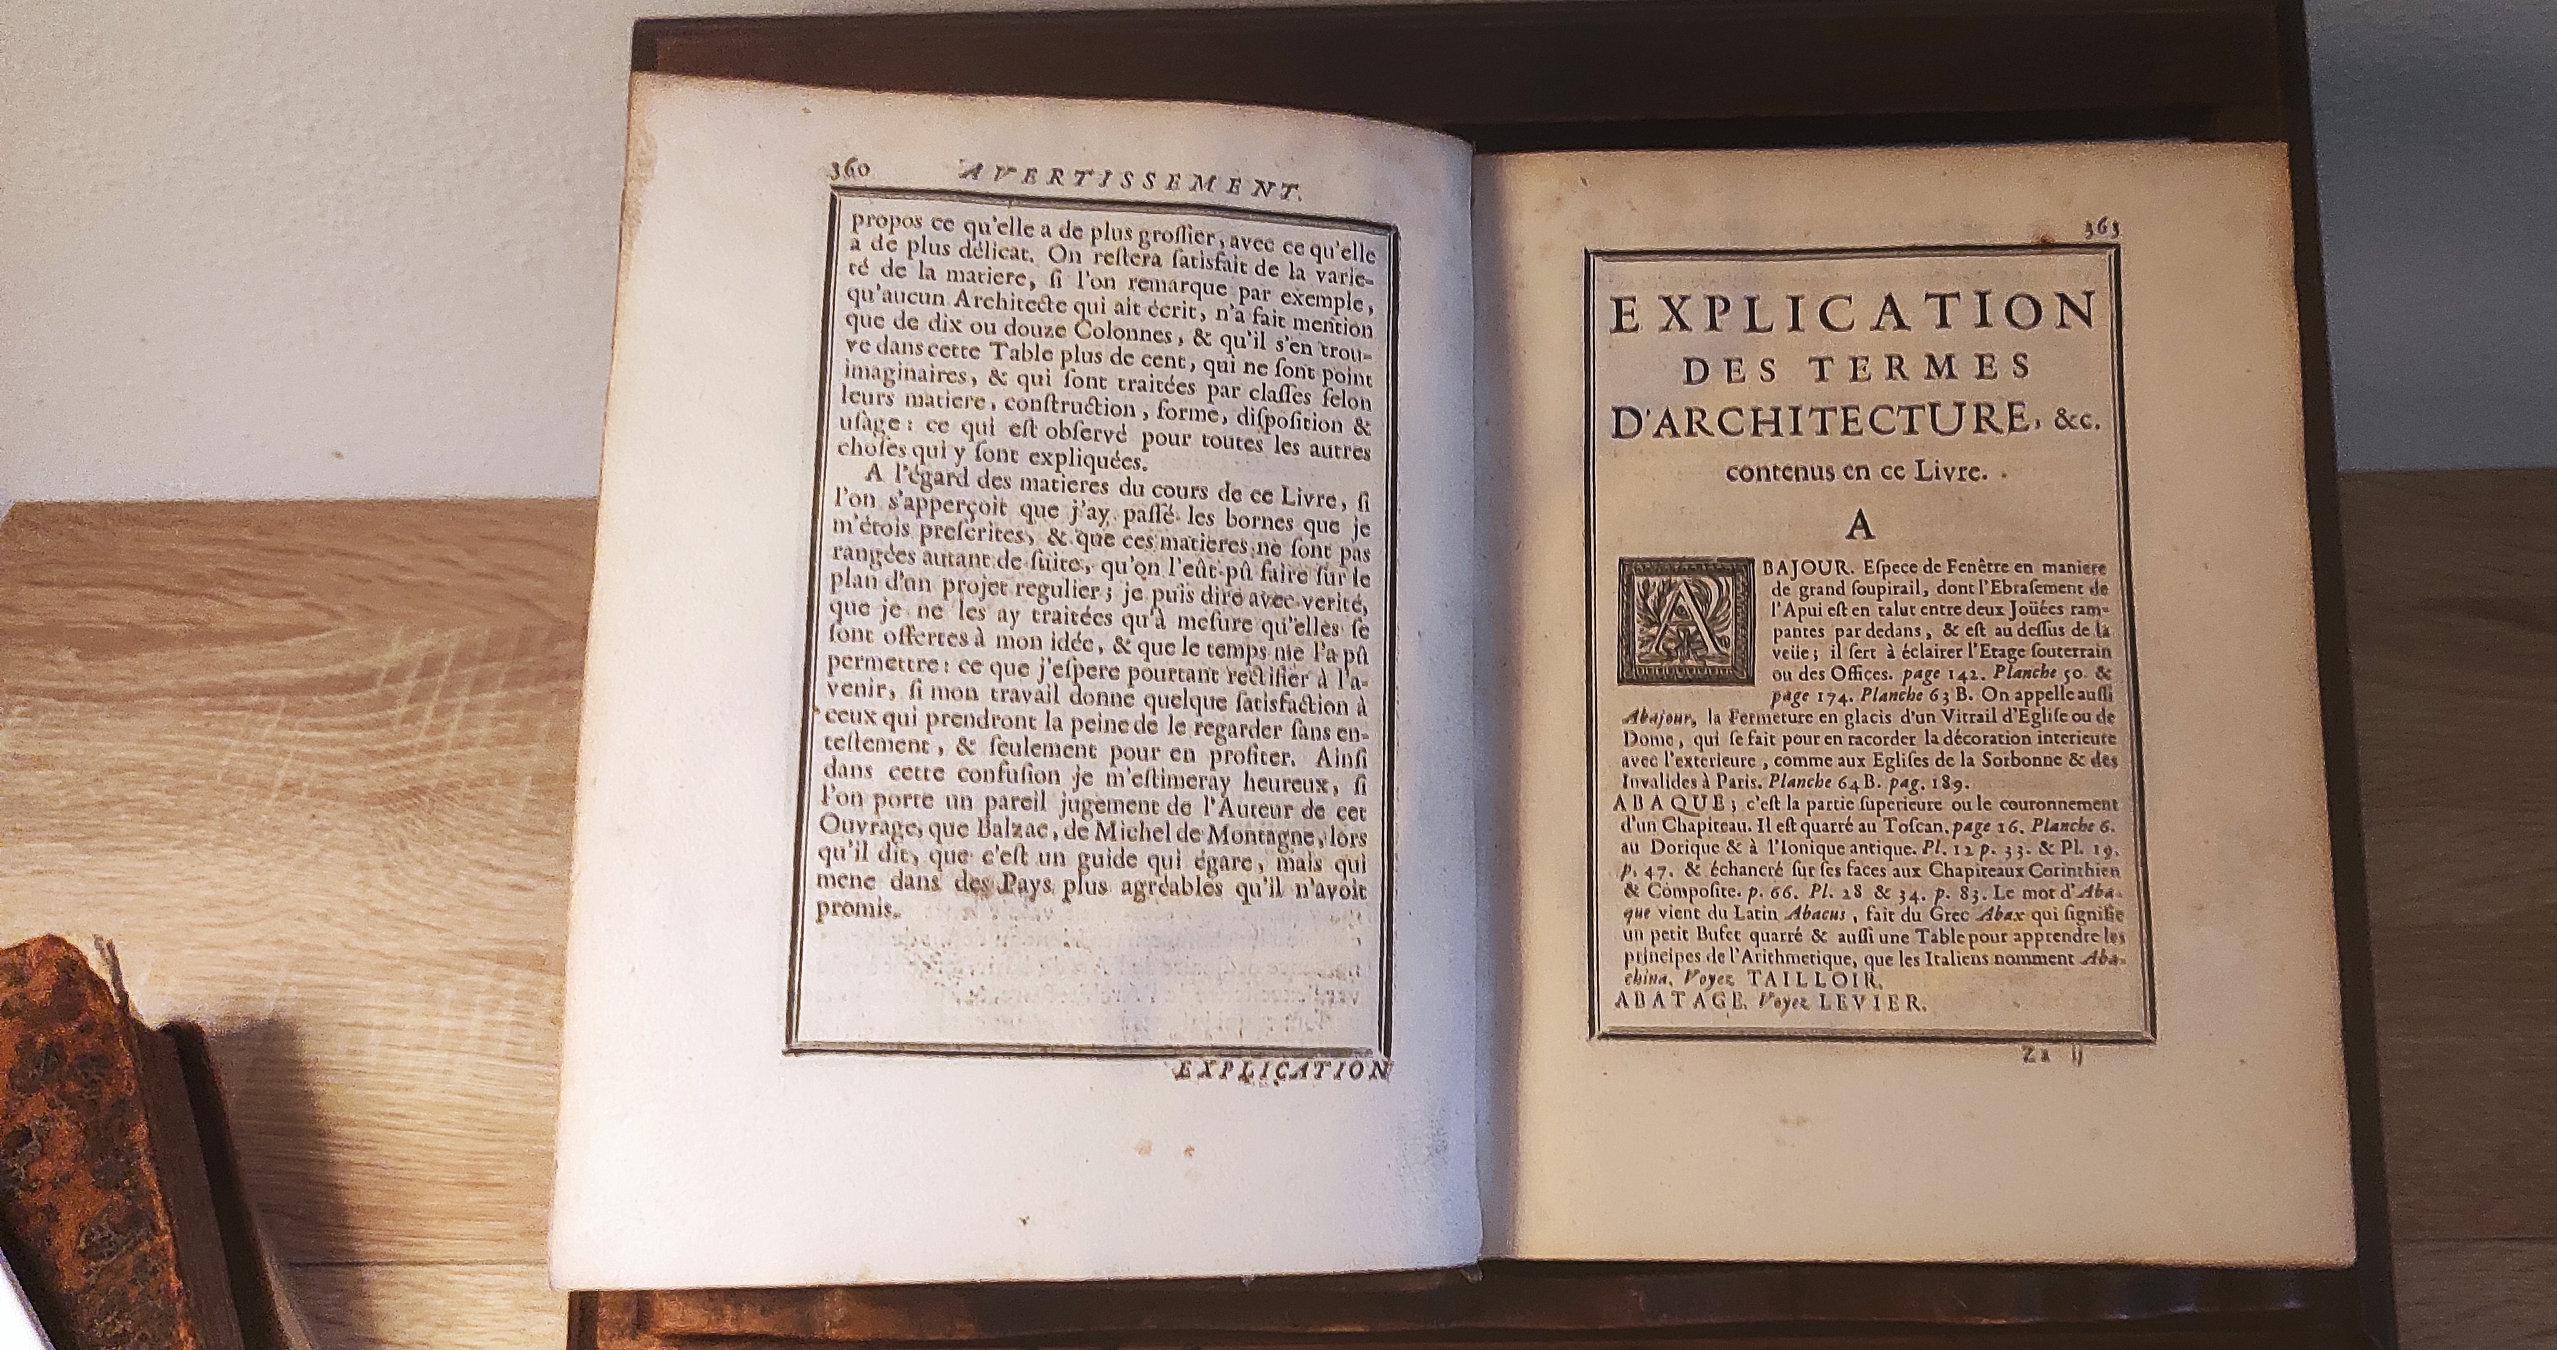 360 AVERTISSEMENT.
propos ce qu'elle a de plus groſſier, avec ce qu'elle
a de plus délicat. On reſtera ſatisfait de la varie-
té de la matiere, ſi l'on remarque par exemple,
qu'aucun Architecte qui ait écrit, n'a fait mention
que de dix ou douze Colonnes, & qu'il s'en trou-
ve dans cette Table plus de cent, qui ne ſont point
imaginaires, & qui ſont traitées par claſſes ſelon
leurs matiere, conſtruction, forme, diſpoſition &
uſage: ce qui eſt obſervé pour toutes les autres
choſes qui y ſont expliquées.
A l'égard des matieres du cours de ce Livre, ſi
l'on s'apperçoit que j'ay paſſé les bornes que je
m'étois preſcrites, & que ces matieres ne ſont pas
rangées autant de ſuite, qu'on l'eût pû faire ſur le
plan d'un projet regulier; je puis dire avec verité,
que je ne les ay traitées qu'à meſure qu'elles ſe
ſont offertes à mon idée, & que le temps me l'a pû
permettre: ce que j'eſpere pourtant rectifier à l'a-
venir, ſi mon travail donne quelque ſatisfaction à
ceux qui prendront la peine de le regarder ſans en-
teſtement, & ſeulement pour en profiter. Ainſi
dans cette confuſion je m'eſtimeray heureux, ſi
l'on porte un pareil jugement de l'Auteur de cet
Ouvrage, que Balzac, de Michel de Montagne, lors
qu'il dit, que c'eſt un guide qui égare, mais qui
mene dans des Pays plus agréables qu'il n'avoit
promis.
EXPLICATION
363
EXPLICATION
DES TERMES
D'ARCHITECTURE, &c.
contenus en ce Livre.
A
ABAJOUR. Eſpece de Fenêtre en maniere
de grand ſoupirail, dont l'Ebraſement de
l'Apui eſt en talut entre deux Joüées ram-
pantes par dedans, & eſt au deſſus de la
veüe; il ſert à éclairer l'Etage ſouterrain
ou des Offices. page 142. Planche 50. &
page 174. Planche 63 B. On appelle auſſi
Abajour, la Fermeture en glacis d'un Vitrail d'Egliſe ou de
Dome, qui ſe fait pour en racorder la décoration interieure
avec l'exterieure, comme aux Egliſes de la Sorbonne & des
Invalides à Paris. Planche 64 B. pag. 189.
ABAQUE; c'eſt la partie ſuperieure ou le couronnement
d'un Chapiteau. Il eſt quarré au Toſcan. page 16. Planche 6.
au Dorique & à l'Ionique antique. Pl. 12 p. 33. & Pl. 19.
p. 47. & échancré ſur ſes faces aux Chapiteaux Corinthien
& Compoſite. p. 66. Pl. 28 & 34. p. 83. Le mot d'Aba-
que vient du Latin Abacus, fait du Grec Abax qui ſignifie
un petit Bufet quarré & auſſi une Table pour apprendre les
principes de l'Arithmetique, que les Italiens nomment Aba-
china. Voyez TAILLOIR.
ABATAGE. Voyez LEVIER.
Zz ij